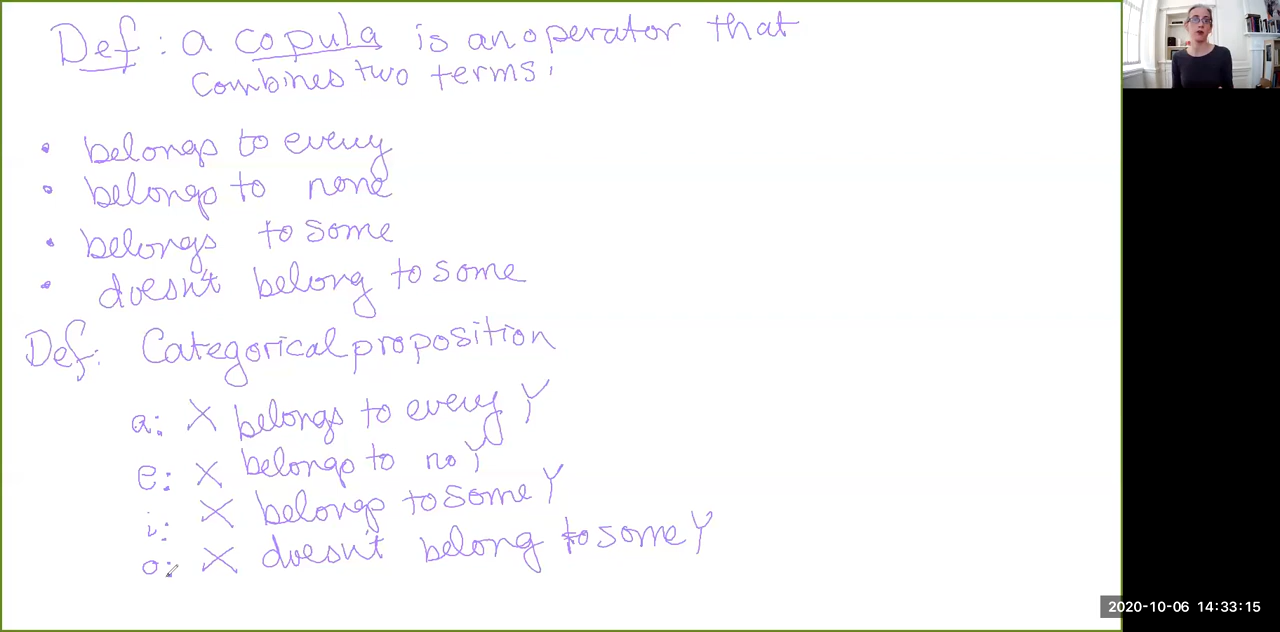 Def: a copula is an operator that
combines two terms.
• belongs to every
• belongs to none
• belongs to some
• doesn't belong to some
Def: Categorical proposition
a: X belongs to every Y
e: X belongs to no Y
i: X belongs to some Y
o: X doesn't belong to some Y
2020-10-06 14:33:15